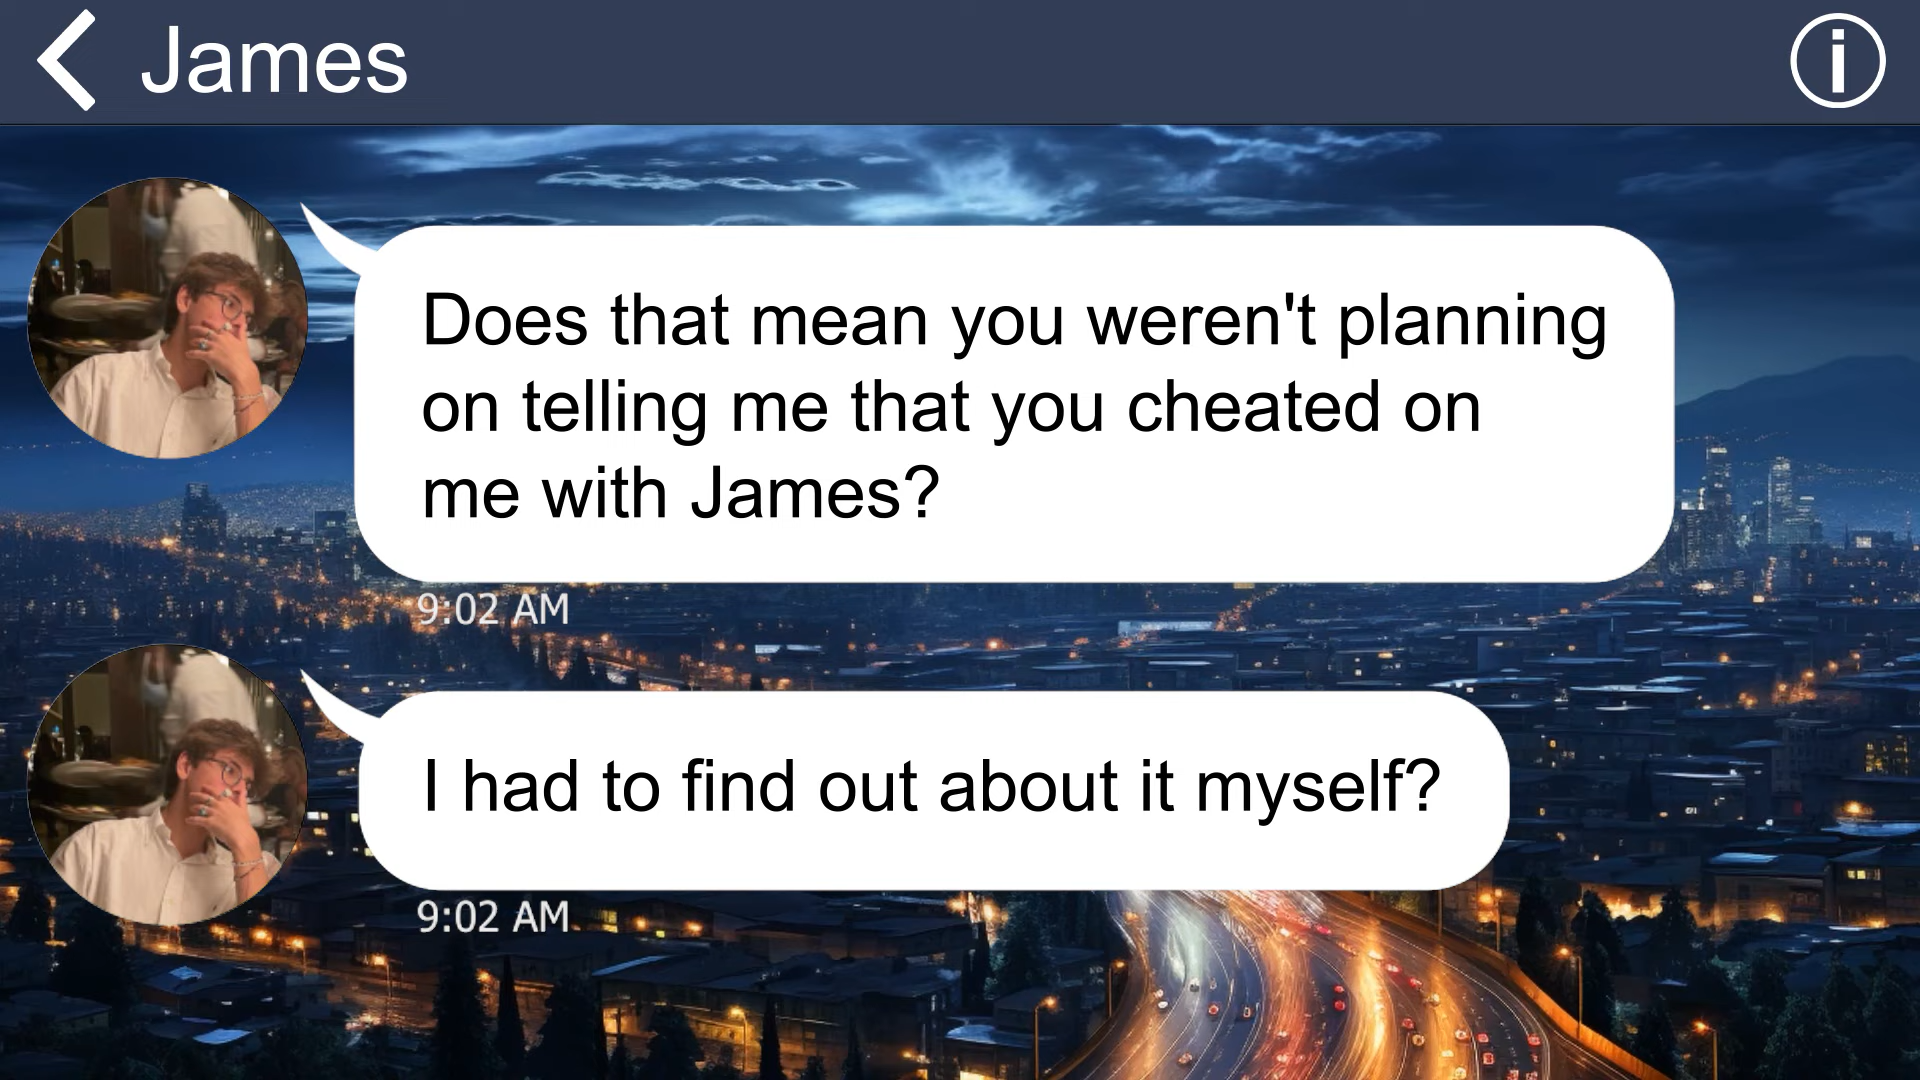 James
Does that mean you weren't planning
on telling me that you cheated on
me with James?
9:02 AM
I had to find out about it myself?
9:02 AM